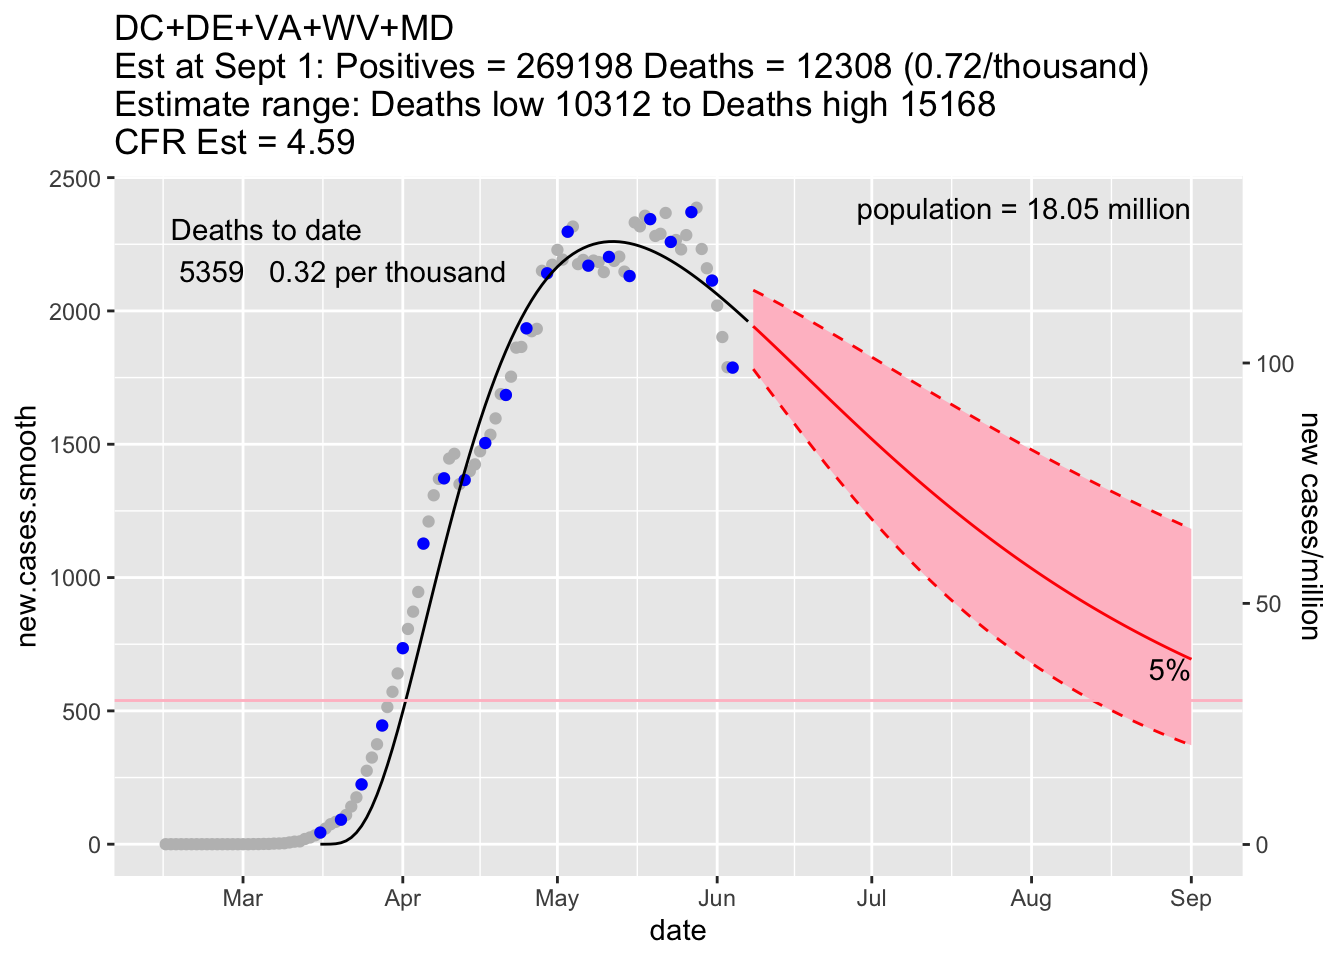 DC+DE+VA+WV+MD
Est at Sept 1: Positives = 269198 Deaths = 12308 (0.72/thousand)
Estimate range: Deaths low 10312 to Deaths high 15168
CFR Est = 4.59
2500
2000
1500
1000
500
0
new.cases.smooth
Deaths to date
5359 0.32 per thousand
population = 18.05 million
5%
100
50
0
new cases/million
Mar Apr May Jun Jul Aug Sep
date